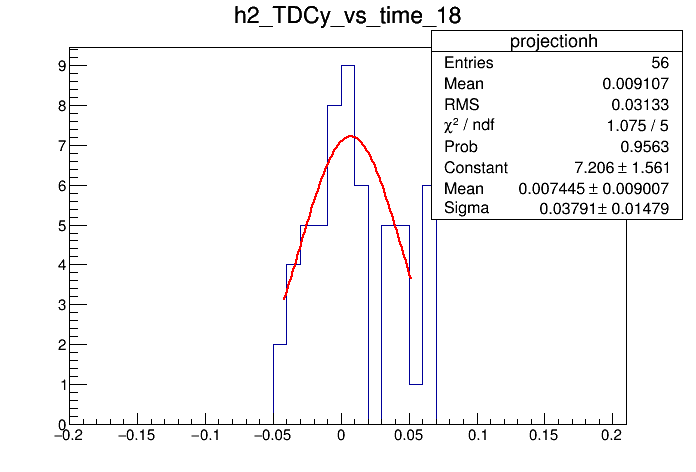 h2_TDCy_vs_time_18
projectionh
Entries 56
Mean 0.009107
RMS 0.03133
χ² / ndf 1.075 / 5
Prob 0.9563
Constant 7.206 ± 1.561
Mean 0.007445 ± 0.009007
Sigma 0.03791 ± 0.01479
9
8
7
6
5
4
3
2
1
0
−0.2 −0.15 −0.1 −0.05 0 0.05 0.1 0.15 0.2